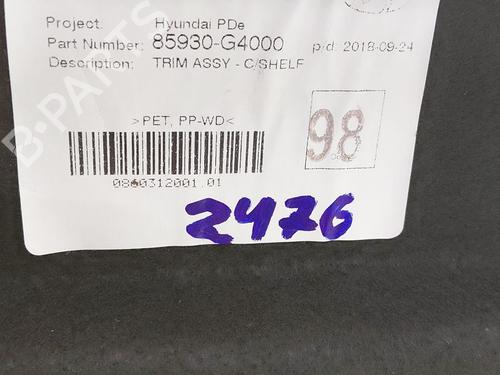 Project: Hyundai PDe
Part Number: 85930-G4000 p/d: 2018-09-24
Description: TRIM ASSY - C/SHELF
>PET, PP-WD<
98
0860312001.01
2476
B-PARTS